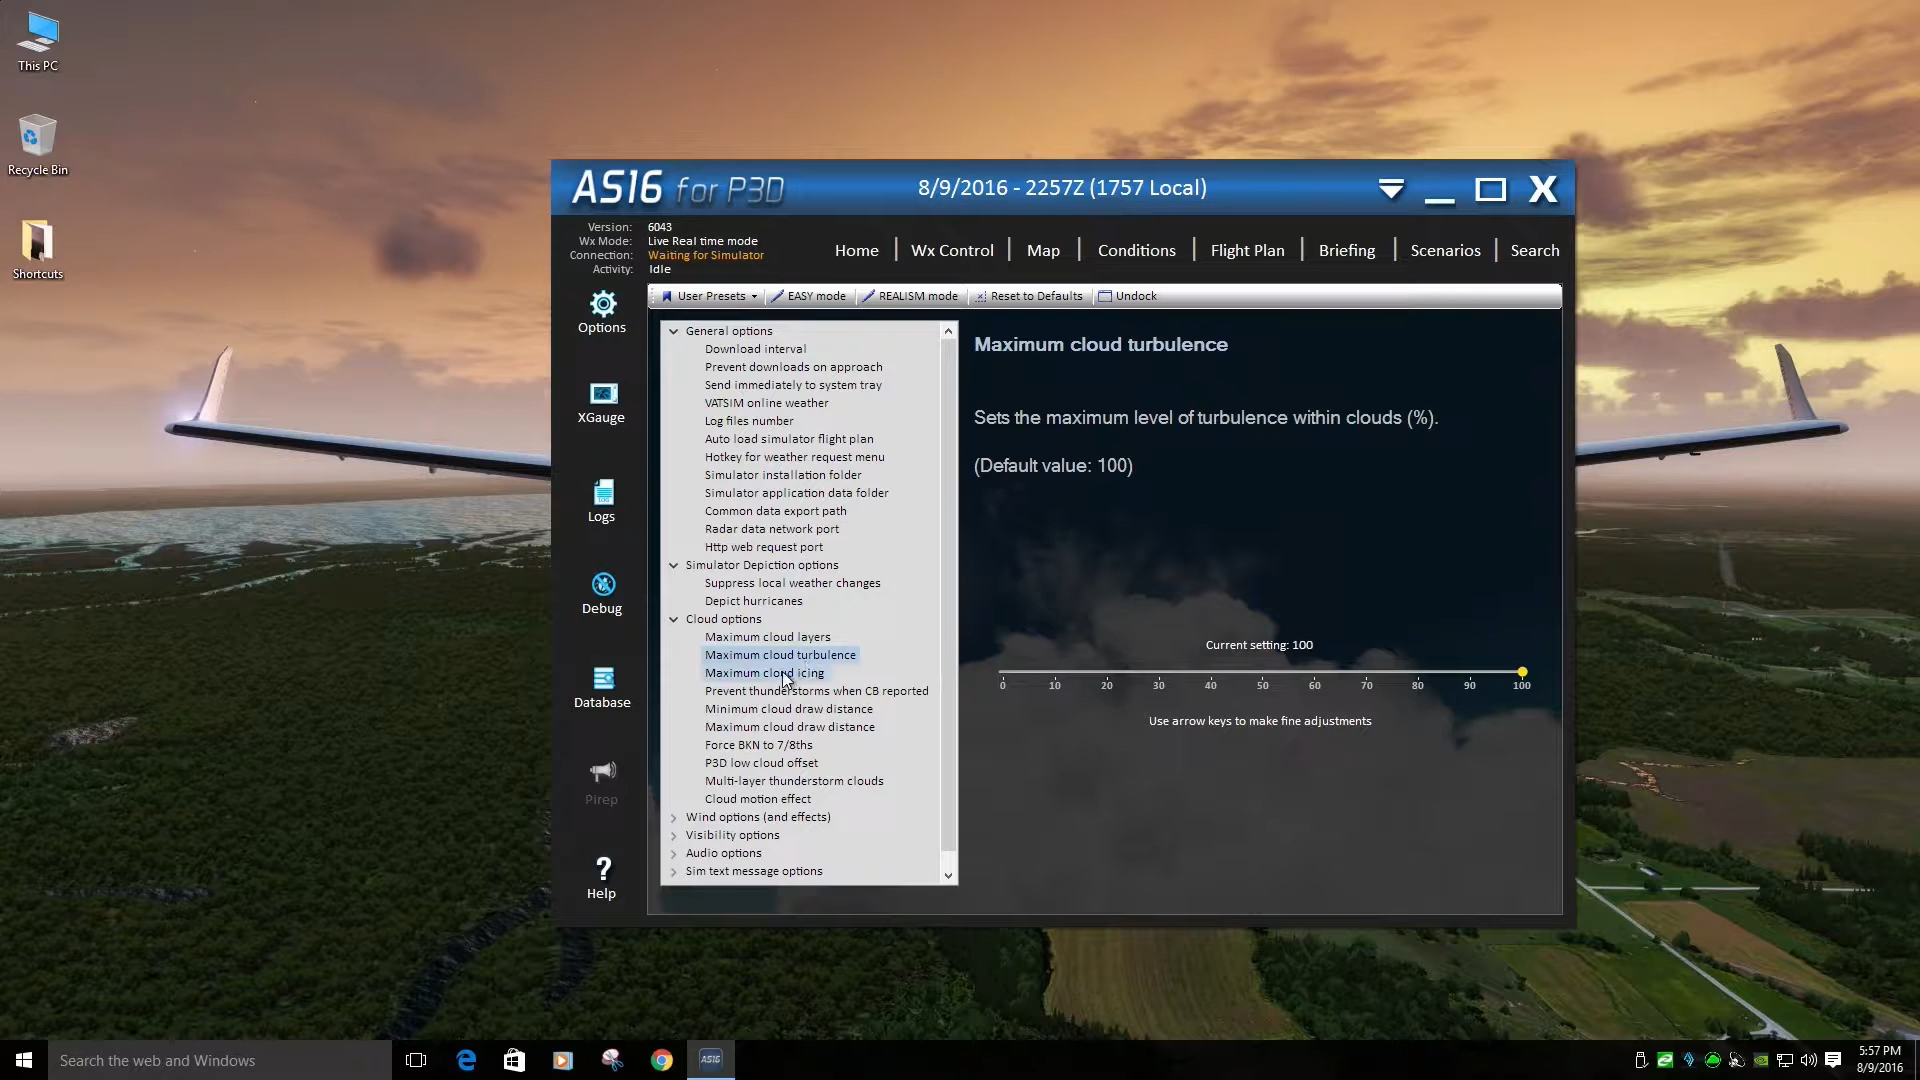 This PC
Recycle Bin
Shortcuts
AS16 for P3D
8/9/2016 - 2257Z (1757 Local)
Version: 6043
Wx Mode: Live Real time mode
Connection: Waiting for Simulator
Activity: Idle
Home
Wx Control
Map
Conditions
Flight Plan
Briefing
Scenarios
Search
Options
XGauge
Logs
Debug
Database
Pirep
Help
User Presets
EASY mode
REALISM mode
Reset to Defaults
Undock
General options
Download interval
Prevent downloads on approach
Send immediately to system tray
VATSIM online weather
Log files number
Auto load simulator flight plan
Hotkey for weather request menu
Simulator installation folder
Simulator application data folder
Common data export path
Radar data network port
Http web request port
Simulator Depiction options
Suppress local weather changes
Depict hurricanes
Cloud options
Maximum cloud layers
Maximum cloud turbulence
Maximum cloud icing
Prevent thunderstorms when CB reported
Minimum cloud draw distance
Maximum cloud draw distance
Force BKN to 7/8ths
P3D low cloud offset
Multi-layer thunderstorm clouds
Cloud motion effect
Wind options (and effects)
Visibility options
Audio options
Sim text message options
Maximum cloud turbulence
Sets the maximum level of turbulence within clouds (%).
(Default value: 100)
Current setting: 100
0 10 20 30 40 50 60 70 80 90 100
Use arrow keys to make fine adjustments
Search the web and Windows
AS16
5:57 PM
8/9/2016